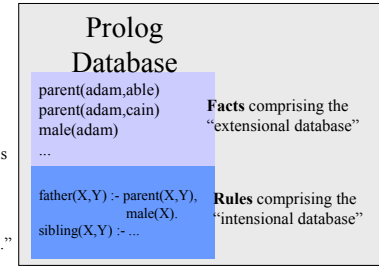 Prolog
Database
parent(adam,able)
parent(adam,cain)
male(adam)
...
Facts comprising the
“extensional database”
s
father(X,Y) :- parent(X,Y),
male(X).
sibling(X,Y) :- ...
Rules comprising the
“intensional database”
.”